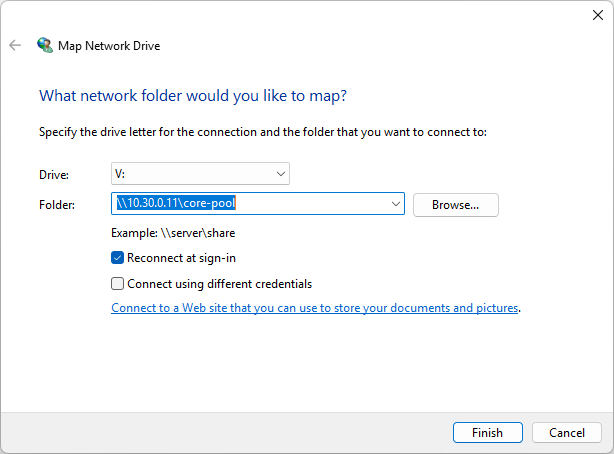 Map Network Drive
What network folder would you like to map?
Specify the drive letter for the connection and the folder that you want to connect to:
Drive: V:
Folder: \\10.30.0.11\core-pool Browse...
Example: \\server\share
Reconnect at sign-in
Connect using different credentials
Connect to a Web site that you can use to store your documents and pictures.
Finish Cancel